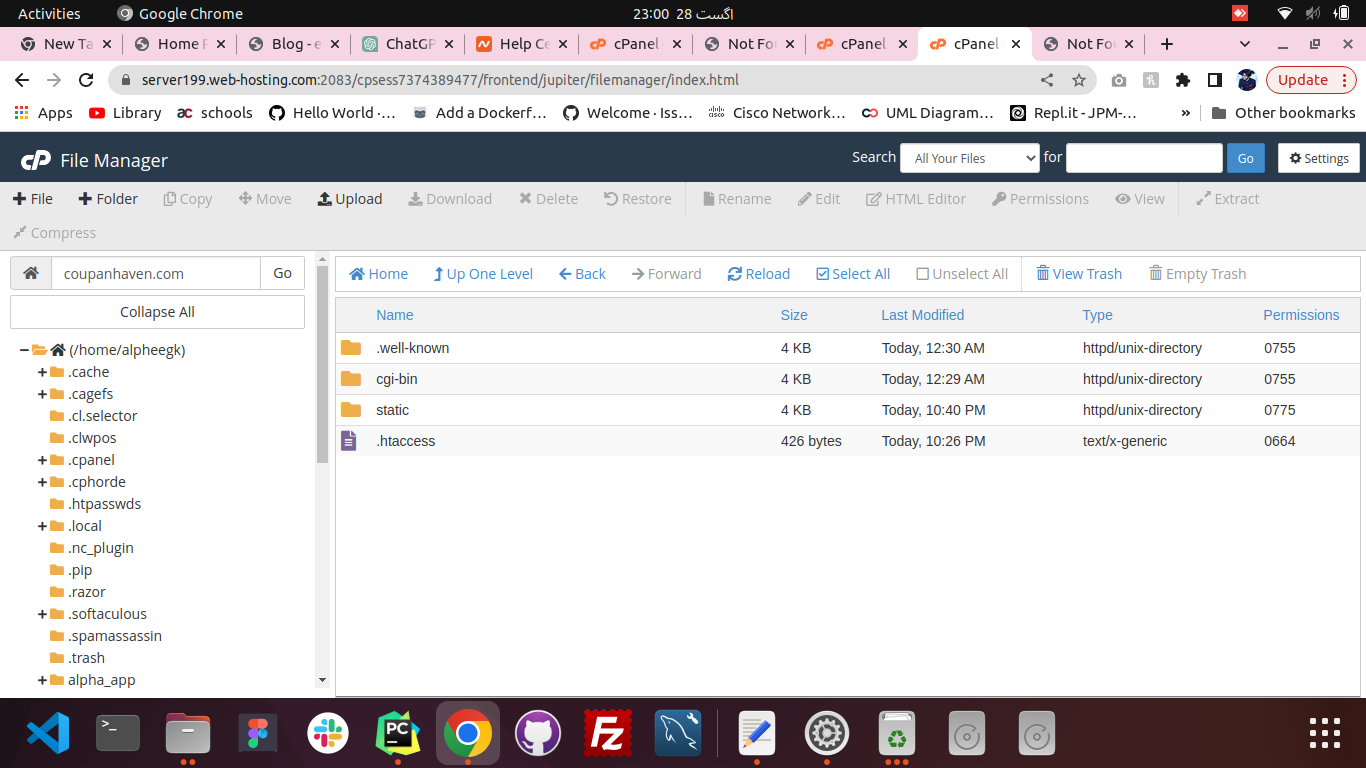 Activities Google Chrome 23:00 28 اگست
New Ta Home F Blog - e ChatGP Help Ce cPanel - Not Fou cPanel cPanel Not Fou
server199.web-hosting.com:2083/cpsess7374389477/frontend/jupiter/filemanager/index.html Update
Apps Library ac schools Hello World ·… Add a Dockerf… Welcome · Iss… Cisco Network… UML Diagram… Repl.it - JPM-… » Other bookmarks
cP File Manager Search All Your Files for Go Settings
File Folder Copy Move Upload Download Delete Restore Rename Edit HTML Editor Permissions View Extract
Compress
coupanhaven.com Go
Collapse All
(/home/alpheegk)
.cache
.cagefs
.cl.selector
.clwpos
.cpanel
.cphorde
.htpasswds
.local
.nc_plugin
.pip
.razor
.softaculous
.spamassassin
.trash
alpha_app
Home Up One Level Back Forward Reload Select All Unselect All View Trash Empty Trash
Name Size Last Modified Type Permissions
.well-known 4 KB Today, 12:30 AM httpd/unix-directory 0755
cgi-bin 4 KB Today, 12:29 AM httpd/unix-directory 0755
static 4 KB Today, 10:40 PM httpd/unix-directory 0775
.htaccess 426 bytes Today, 10:26 PM text/x-generic 0664
PC
Fz